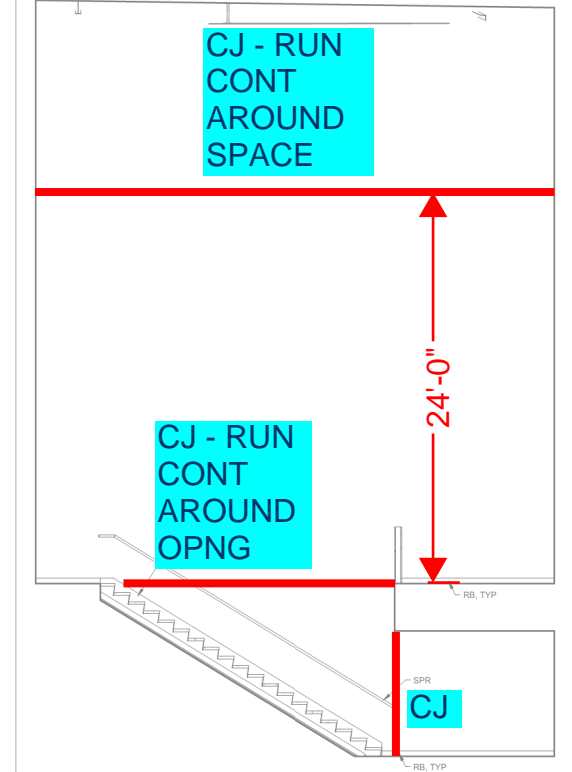 CJ - RUN
CONT
AROUND
SPACE
24'-0"
CJ - RUN
CONT
AROUND
OPNG
RB, TYP
SPR
CJ
RB, TYP